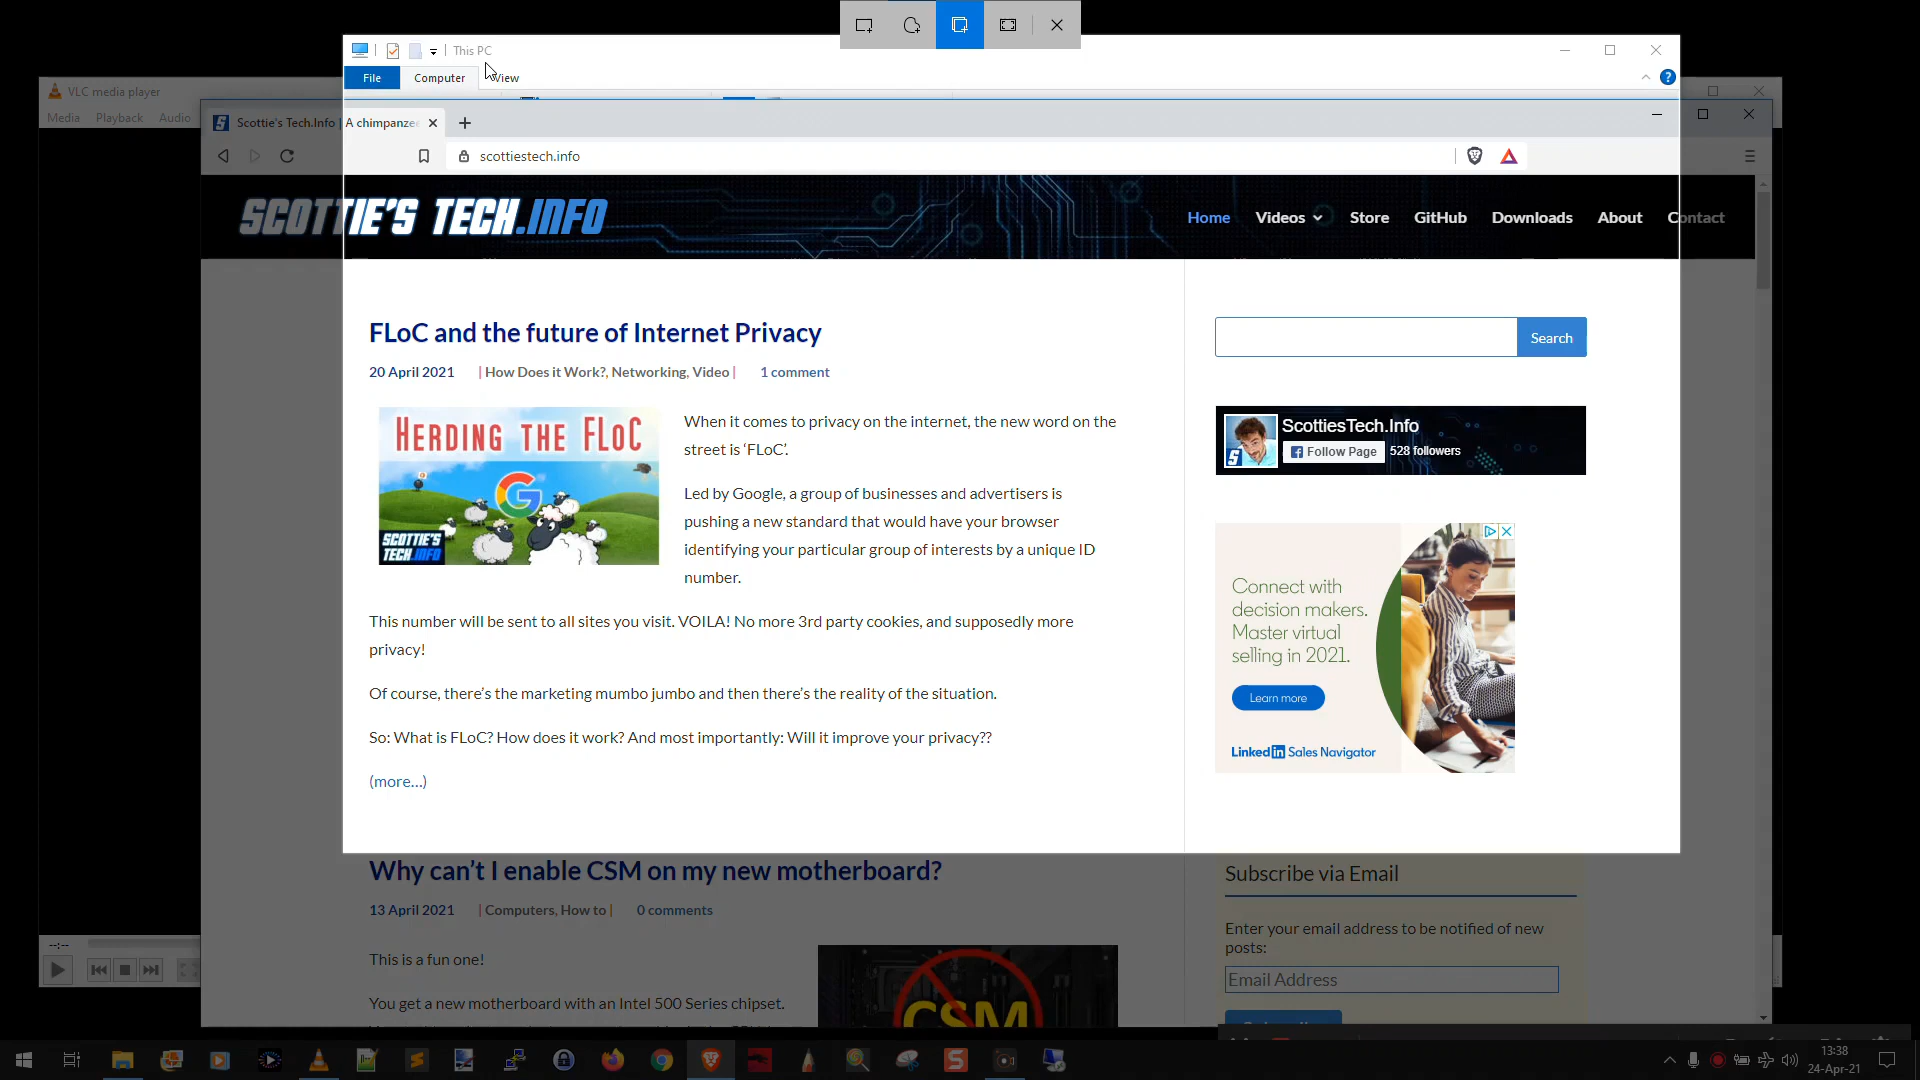 This PC
File Computer View
VLC media player
Media Playback Audio
Scottie's Tech.Info | A chimpanze
scottiestech.info
SCOTTIE'S TECH.INFO
Home Videos Store GitHub Downloads About Contact
FLoC and the future of Internet Privacy
20 April 2021 | How Does it Work?, Networking, Video | 1 comment
HERDING THE FLOC
G
SCOTTIE'S
TECH.INFO
When it comes to privacy on the internet, the new word on the
street is ‘FLoC’.
Led by Google, a group of businesses and advertisers is
pushing a new standard that would have your browser
identifying your particular group of interests by a unique ID
number.
This number will be sent to all sites you visit. VOILA! No more 3rd party cookies, and supposedly more
privacy!
Of course, there’s the marketing mumbo jumbo and then there’s the reality of the situation.
So: What is FLoC? How does it work? And most importantly: Will it improve your privacy??
(more…)
Search
ScottiesTech.Info
Follow Page 528 followers
Connect with
decision makers.
Master virtual
selling in 2021.
Learn more
LinkedIn Sales Navigator
Why can’t I enable CSM on my new motherboard?
13 April 2021 | Computers, How to | 0 comments
This is a fun one!
You get a new motherboard with an Intel 500 Series chipset.
CSM
Subscribe via Email
Enter your email address to be notified of new
posts:
Email Address
--:--
13:38
24-Apr-21